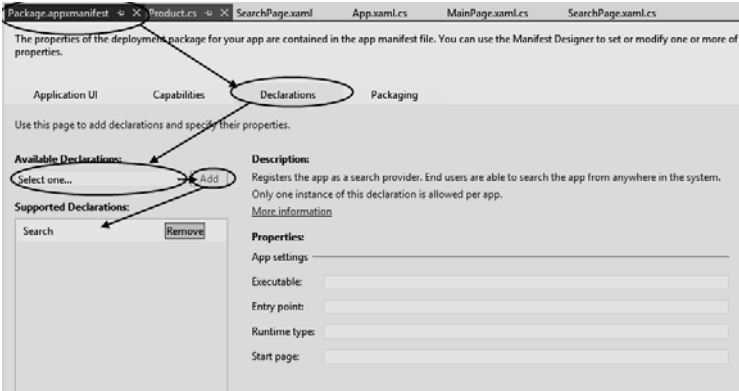 Package.appxmanifest Product.cs SearchPage.xaml App.xaml.cs MainPage.xaml.cs SearchPage.xaml.cs
The properties of the deployment package for your app are contained in the app manifest file. You can use the Manifest Designer to set or modify one or more of
properties.
Application UI Capabilities Declarations Packaging
Use this page to add declarations and specify their properties.
Available Declarations:
Select one... Add
Supported Declarations:
Search Remove
Description:
Registers the app as a search provider. End users are able to search the app from anywhere in the system.
Only one instance of this declaration is allowed per app.
More information
Properties:
App settings
Executable:
Entry point:
Runtime type:
Start page: